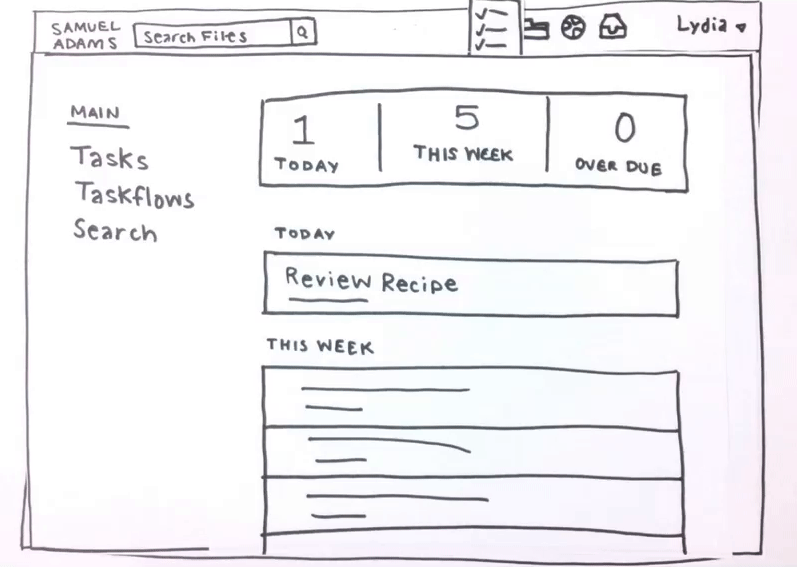 SAMUEL
ADAMS
Search Files
Lydia
MAIN
Tasks
Taskflows
Search
1
TODAY
5
THIS WEEK
0
OVER DUE
TODAY
Review Recipe
THIS WEEK